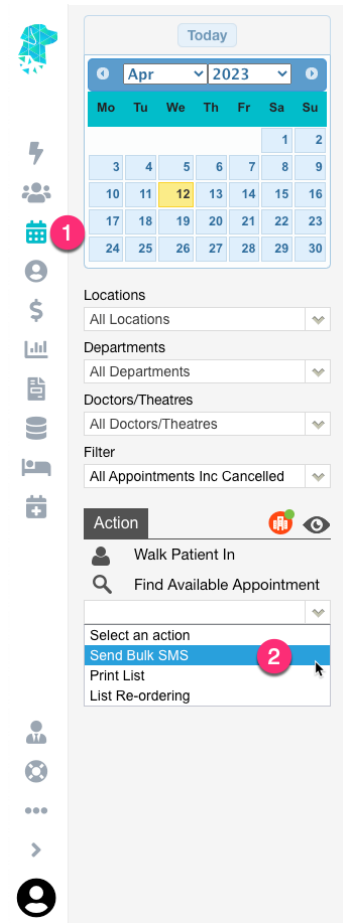 Today
Apr 2023
Mo Tu We Th Fr Sa Su
1 2
3 4 5 6 7 8 9
10 11 12 13 14 15 16
1
17 18 19 20 21 22 23
24 25 26 27 28 29 30
Locations
All Locations
Departments
All Departments
Doctors/Theatres
All Doctors/Theatres
Filter
All Appointments Inc Cancelled
Action
Walk Patient In
Find Available Appointment
Select an action
Send Bulk SMS 2
Print List
List Re-ordering